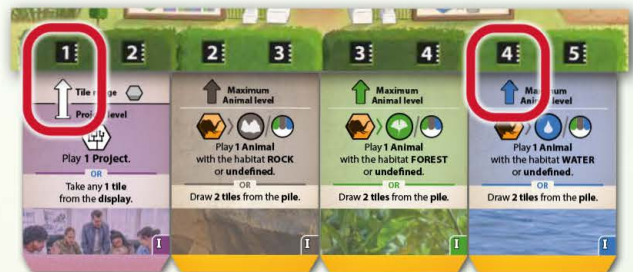 1 2 2 3 3 4 4 5
Tile range
Project level
Play 1 Project.
OR
Take any 1 tile
from the display.
I
Maximum
Animal level
Play 1 Animal
with the habitat ROCK
or undefined.
OR
Draw 2 tiles from the pile.
I
Maximum
Animal level
Play 1 Animal
with the habitat FOREST
or undefined.
OR
Draw 2 tiles from the pile.
I
Maximum
Animal level
Play 1 Animal
with the habitat WATER
or undefined.
OR
Draw 2 tiles from the pile.
I